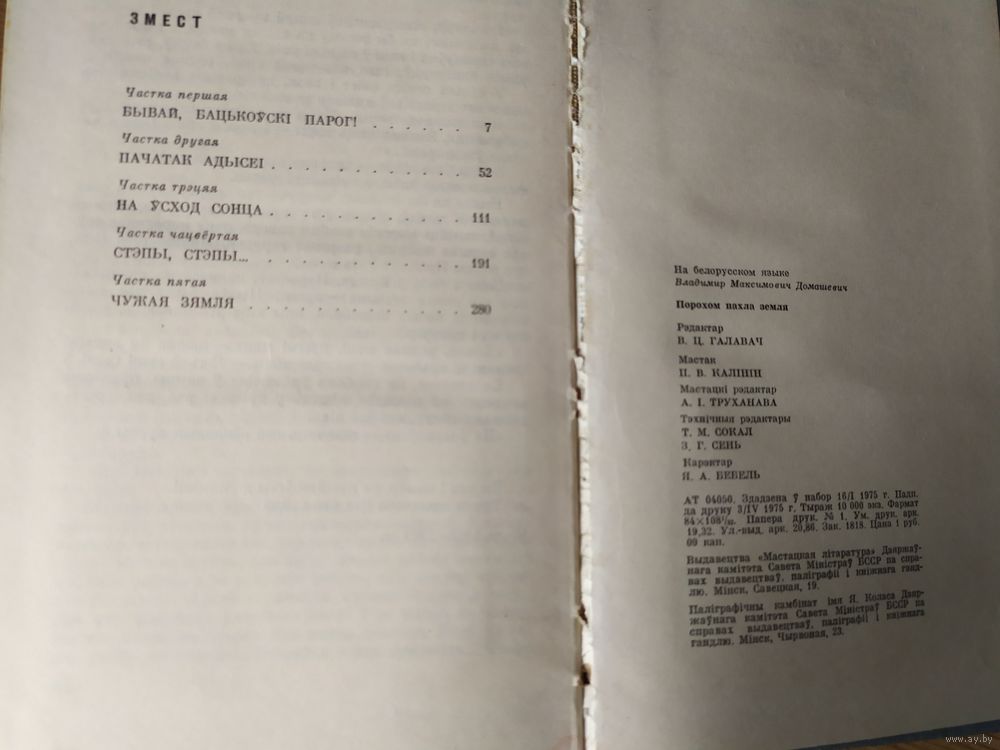 ЗМЕСТ
Частка першая
БЫВАЙ, БАЦЬКОЎСКІ ПАРОГ! . . . . . . 7
Частка другая
ПАЧАТАК АДЫСЕІ . . . . . . . . . . . . 52
Частка трэцяя
НА ЎСХОД СОНЦА . . . . . . . . . . . . 111
Частка чацвёртая
СТЭПЫ, СТЭПЫ... . . . . . . . . . . . . 191
Частка пятая
ЧУЖАЯ ЗЯМЛЯ . . . . . . . . . . . . . 280
На белорусском языке
Владимир Максимович Домашевич
Порохом пахла земля
Рэдактар
В. Ц. ГАЛАВАЧ
Мастак
П. В. КАЛІНІН
Мастацкі рэдактар
А. І. ТРУХАНАВА
Тэхнічныя рэдактары
Т. М. СОКАЛ
З. Г. СЕНЬ
Карэктар
Я. А. БЕБЕЛЬ
АТ 04050. Здадзена ў набор 16/I 1975 г. Падп.
да друку 3/IV 1975 г. Тыраж 10 000 экз. Фармат
84×108¹/₃₂. Папера друк. № 1. Ум. друк. арк.
19,32. Ул.-выд. арк. 20,86. Зак. 1818. Цана 1 руб.
09 кап.
Выдавецтва «Мастацкая літаратура» Дзяржаў-
нага камітэта Савета Міністраў БССР па спра-
вах выдавецтваў, паліграфіі і кніжнага ганд-
лю. Мінск, Савецкая, 19.
Паліграфічны камбінат імя Я. Коласа Дзяр-
жаўнага камітэта Савета Міністраў БССР па
справах выдавецтваў, паліграфіі і кніжнага
гандлю. Мінск, Чырвоная, 23.
www.ay.by